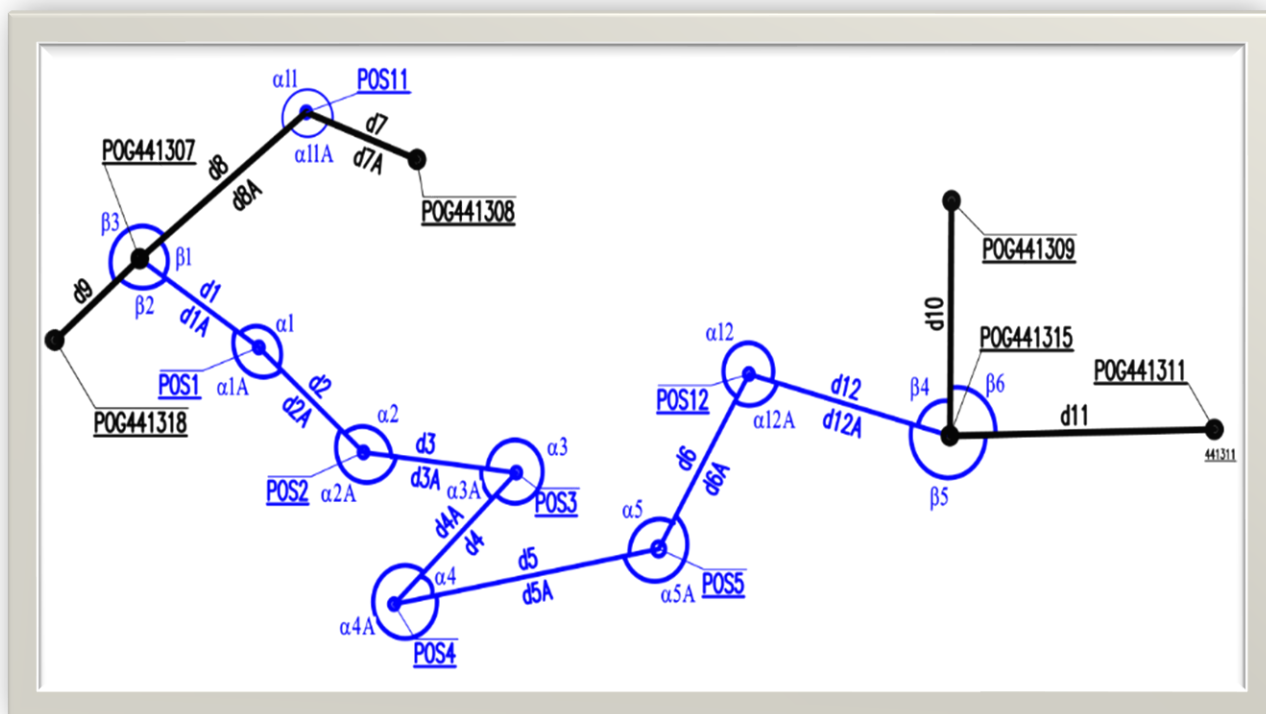 α11
POS11
d7
d7A
α11A
POG441307
d8
d8A
POG441308
β3
β1
β2
d9
d1
d1A
α1
POS1
α1A
POG441318
d2
d2A
α2
POS2
α2A
d3
d3A
α3
α3A
POS3
d4A
d4
α4
α4A
POS4
d5
d5A
α5
α5A
POS5
d6
d6A
α12
POS12
α12A
d12
d12A
POG441309
d10
POG441315
β4
β6
β5
d11
POG441311
441311